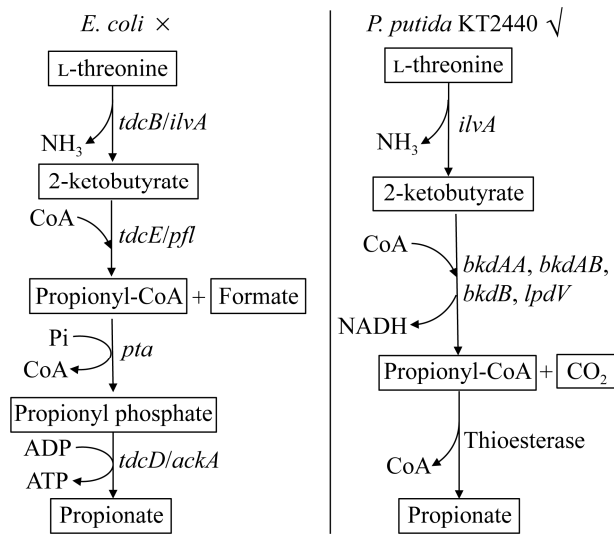 E. coli ×
L-threonine
tdcB/ilvA
NH3
2-ketobutyrate
CoA
tdcE/pfl
Propionyl-CoA + Formate
Pi
pta
CoA
Propionyl phosphate
ADP
tdcD/ackA
ATP
Propionate
P. putida KT2440 √
L-threonine
ilvA
NH3
2-ketobutyrate
CoA
bkdAA, bkdAB,
bkdB, lpdV
NADH
Propionyl-CoA + CO2
Thioesterase
CoA
Propionate